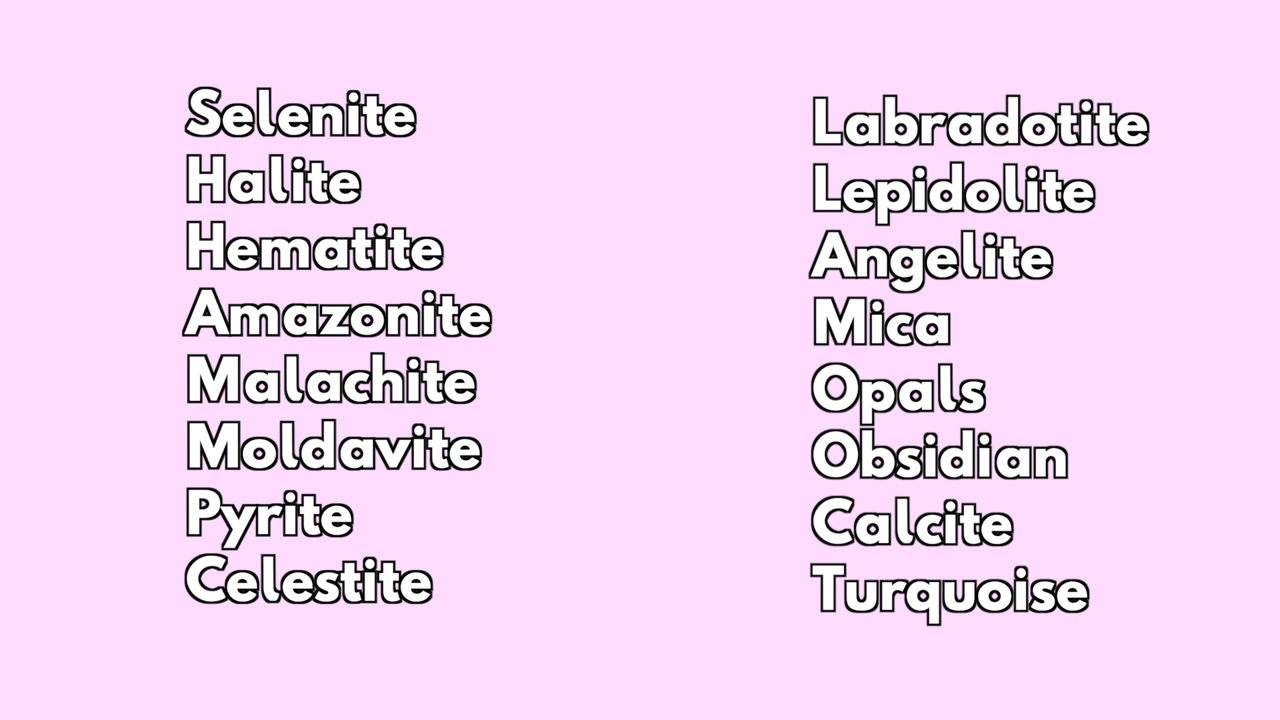 Selenite
Halite
Hematite
Amazonite
Malachite
Moldavite
Pyrite
Celestite
Labradotite
Lepidolite
Angelite
Mica
Opals
Obsidian
Calcite
Turquoise